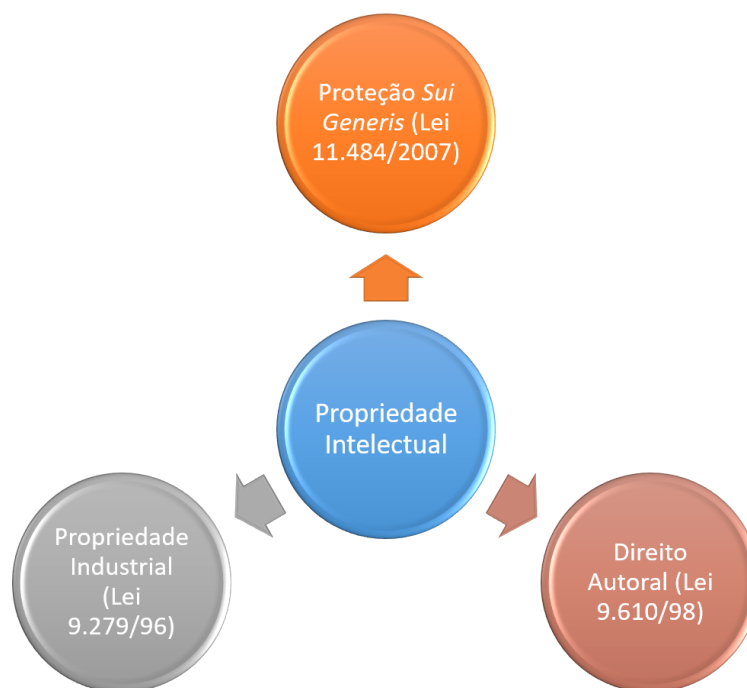 Proteção Sui
Generis (Lei
11.484/2007)
Propriedade
Intelectual
Propriedade
Industrial
(Lei
9.279/96)
Direito
Autoral (Lei
9.610/98)